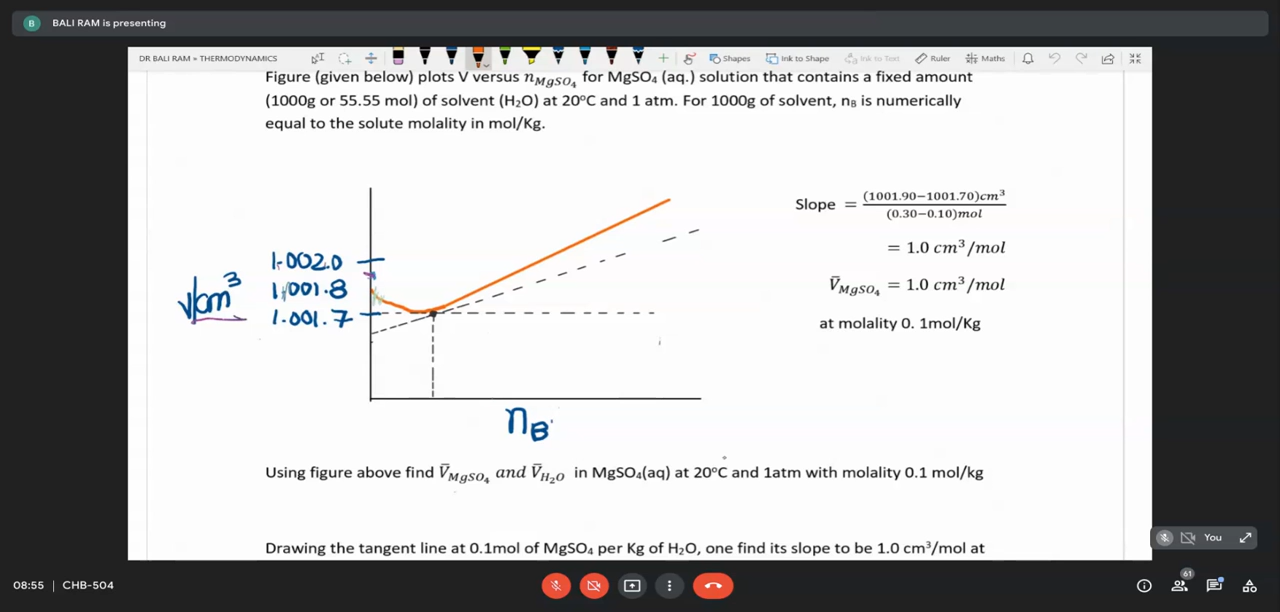 B BALI RAM is presenting
DR BALI RAM » THERMODYNAMICS
Shapes Ink to Shape Ink to Text Ruler Maths
Figure (given below) plots V versus n_MgSO₄ for MgSO₄ (aq.) solution that contains a fixed amount
(1000g or 55.55 mol) of solvent (H₂O) at 20°C and 1 atm. For 1000g of solvent, n_B is numerically
equal to the solute molality in mol/Kg.
Slope = (1001.90−1001.70)cm³ / (0.30−0.10)mol
= 1.0 cm³/mol
V̄_MgSO₄ = 1.0 cm³/mol
at molality 0. 1mol/Kg
V/cm³
1.002.0
1,001.8
1.001.7
n_B
Using figure above find V̄_MgSO₄ and V̄_H₂O in MgSO₄(aq) at 20°C and 1atm with molality 0.1 mol/kg
Drawing the tangent line at 0.1mol of MgSO₄ per Kg of H₂O, one find its slope to be 1.0 cm³/mol at
You
08:55 | CHB-504
61